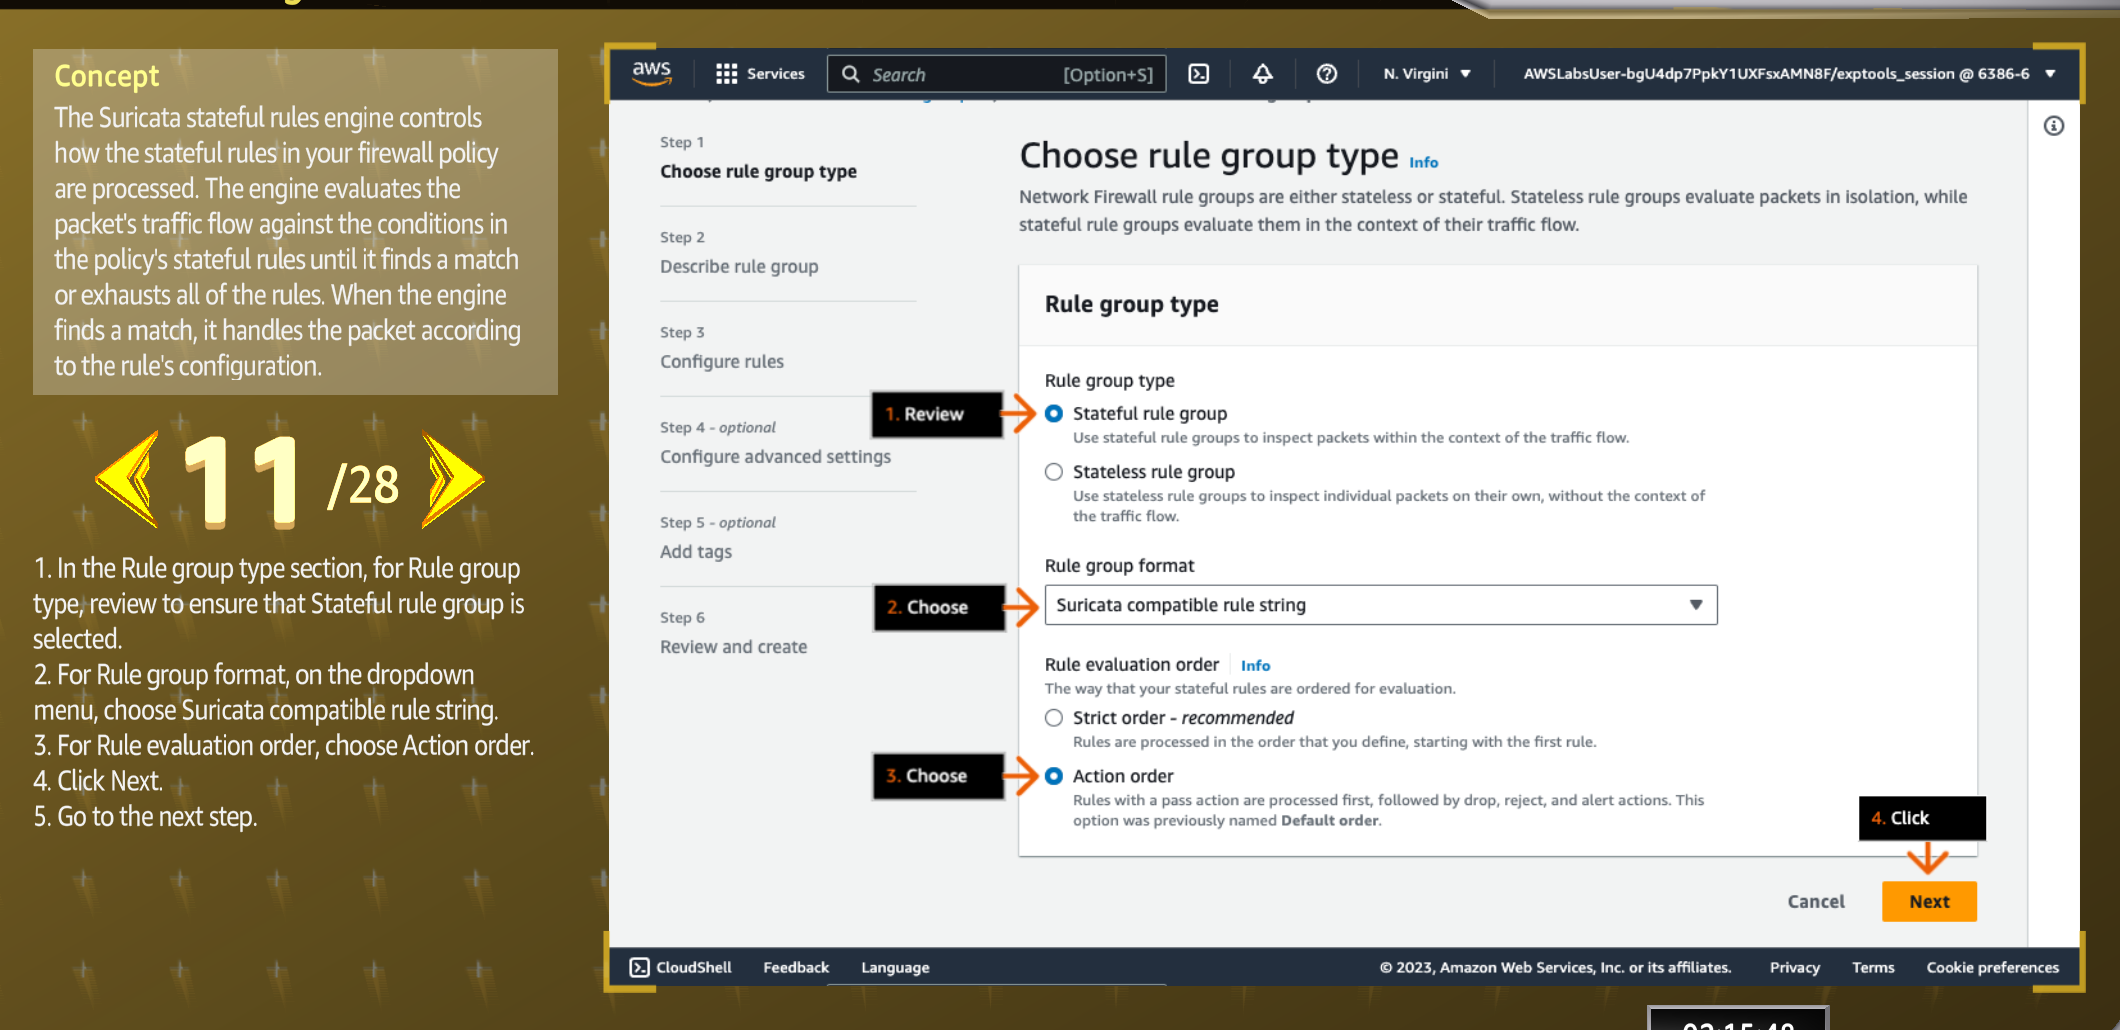 Concept
The Suricata stateful rules engine controls
how the stateful rules in your firewall policy
are processed. The engine evaluates the
packet's traffic flow against the conditions in
the policy's stateful rules until it finds a match
or exhausts all of the rules. When the engine
finds a match, it handles the packet according
to the rule's configuration.
11 /28
1. In the Rule group type section, for Rule group
type, review to ensure that Stateful rule group is
selected.
2. For Rule group format, on the dropdown
menu, choose Suricata compatible rule string.
3. For Rule evaluation order, choose Action order.
4. Click Next.
5. Go to the next step.
aws Services Search [Option+S] N. Virgini AWSLabsUser-bgU4dp7PpkY1UXFsxAMN8F/exptools_session @ 6386-6
Step 1
Choose rule group type
Step 2
Describe rule group
Step 3
Configure rules
Step 4 - optional
Configure advanced settings
Step 5 - optional
Add tags
Step 6
Review and create
Choose rule group type Info
Network Firewall rule groups are either stateless or stateful. Stateless rule groups evaluate packets in isolation, while
stateful rule groups evaluate them in the context of their traffic flow.
Rule group type
Rule group type
1. Review
Stateful rule group
Use stateful rule groups to inspect packets within the context of the traffic flow.
Stateless rule group
Use stateless rule groups to inspect individual packets on their own, without the context of
the traffic flow.
Rule group format
2. Choose
Suricata compatible rule string
Rule evaluation order Info
The way that your stateful rules are ordered for evaluation.
Strict order - recommended
Rules are processed in the order that you define, starting with the first rule.
3. Choose
Action order
Rules with a pass action are processed first, followed by drop, reject, and alert actions. This
option was previously named Default order.
4. Click
Cancel Next
CloudShell Feedback Language © 2023, Amazon Web Services, Inc. or its affiliates. Privacy Terms Cookie preferences